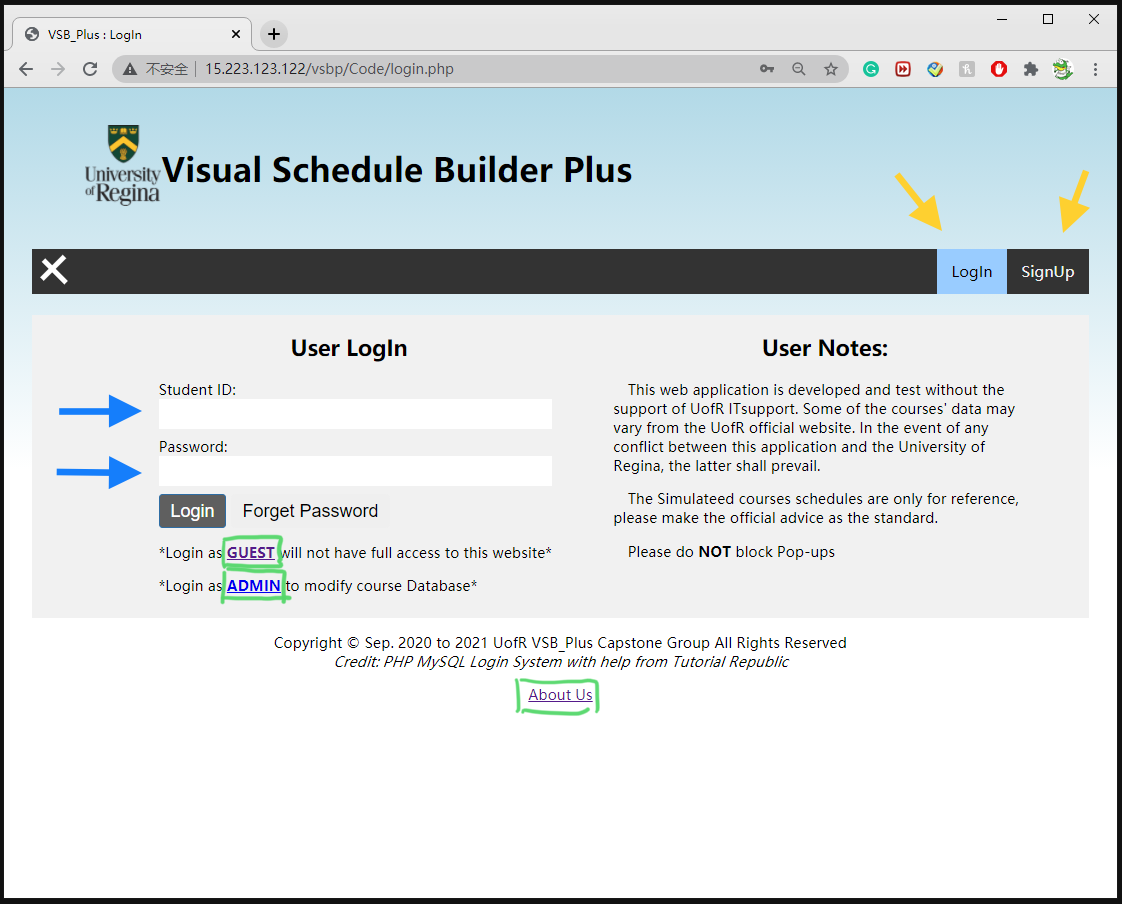 VSB_Plus : LogIn
不安全
15.223.123.122/vsbp/Code/login.php
University
of Regina
Visual Schedule Builder Plus
LogIn
SignUp
User LogIn
Student ID:
Password:
Login
Forget Password
*Login as GUEST will not have full access to this website*
*Login as ADMIN to modify course Database*
User Notes:
This web application is developed and test without the
support of UofR ITsupport. Some of the courses' data may
vary from the UofR official website. In the event of any
conflict between this application and the University of
Regina, the latter shall prevail.
The Simulateed courses schedules are only for reference,
please make the official advice as the standard.
Please do NOT block Pop-ups
Copyright © Sep. 2020 to 2021 UofR VSB_Plus Capstone Group All Rights Reserved
Credit: PHP MySQL Login System with help from Tutorial Republic
About Us